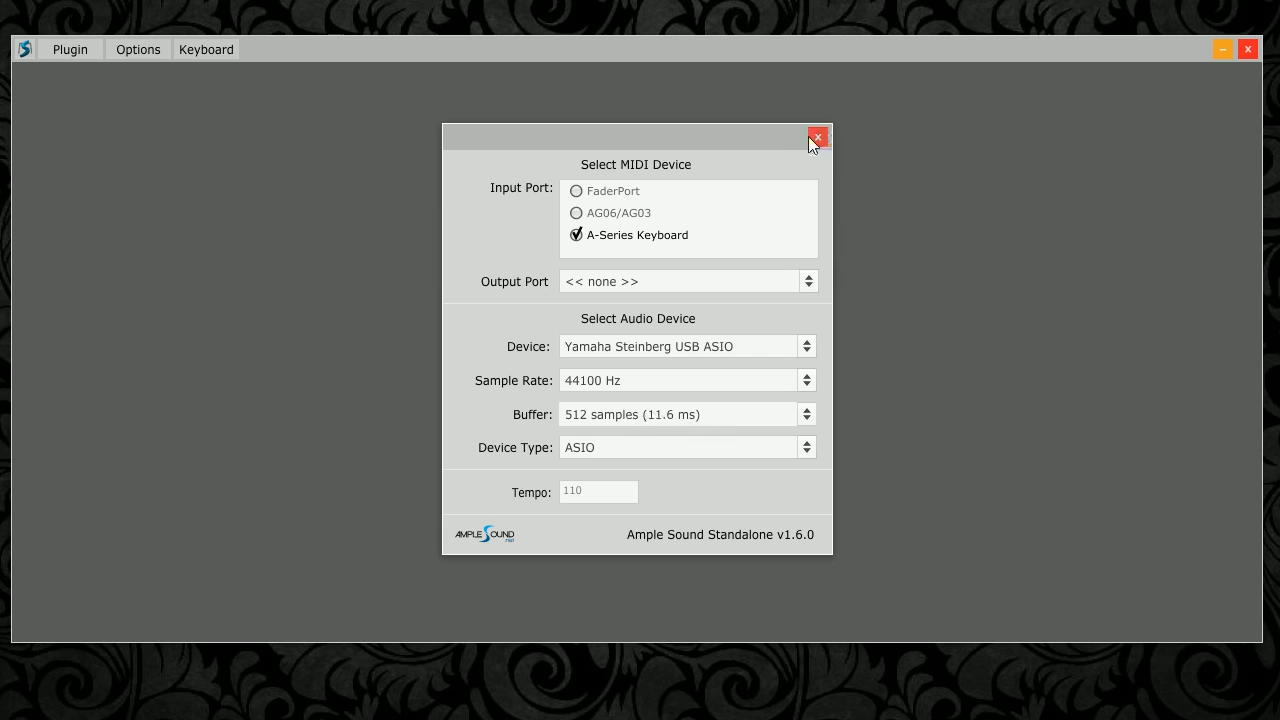 Plugin
Options
Keyboard
Select MIDI Device
Input Port:
FaderPort
AG06/AG03
A-Series Keyboard
Output Port
<< none >>
Select Audio Device
Device:
Yamaha Steinberg USB ASIO
Sample Rate:
44100 Hz
Buffer:
512 samples (11.6 ms)
Device Type:
ASIO
Tempo:
110
AMPLE SOUND
.net
Ample Sound Standalone v1.6.0